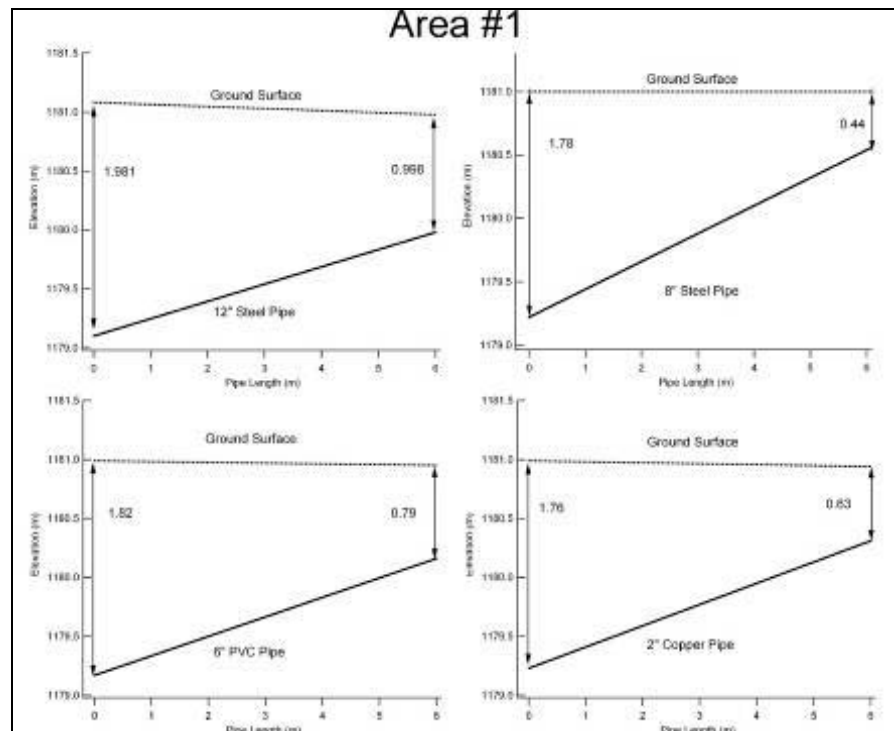 Area #1
1181.5
Ground Surface
1181.0
1.981
0.998
1180.5
Elevation (m)
1180.0
1179.5
12" Steel Pipe
1179.0
0 1 2 3 4 5 6
Pipe Length (m)
Ground Surface
1181.0
1.78
0.44
1180.5
Elevation (m)
1180.0
1179.5
8" Steel Pipe
1179.0
0 1 2 3 4 5 6
Pipe Length (m)
1181.5
Ground Surface
1181.0
1.82
0.79
1180.5
Elevation (m)
1180.0
1179.5
6" PVC Pipe
1179.0
0 1 2 3 4 5 6
Pipe Length (m)
1181.5
Ground Surface
1181.0
1.76
0.63
1180.5
Elevation (m)
1180.0
1179.5
2" Copper Pipe
1179.0
0 1 2 3 4 5 6
Pipe Length (m)